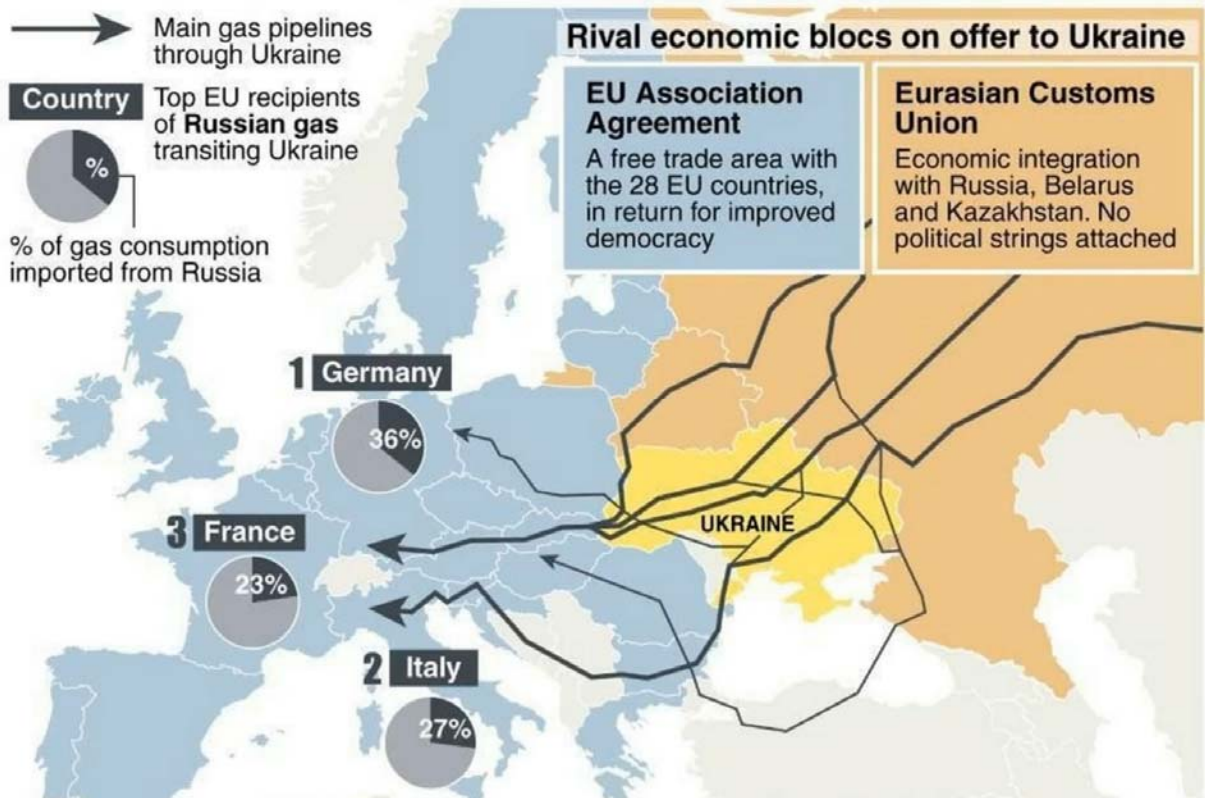 Main gas pipelines
through Ukraine
Country
Top EU recipients
of Russian gas
transiting Ukraine
%
% of gas consumption
imported from Russia
Rival economic blocs on offer to Ukraine
EU Association
Agreement
A free trade area with
the 28 EU countries,
in return for improved
democracy
Eurasian Customs
Union
Economic integration
with Russia, Belarus
and Kazakhstan. No
political strings attached
1 Germany
36%
3 France
23%
2 Italy
27%
UKRAINE